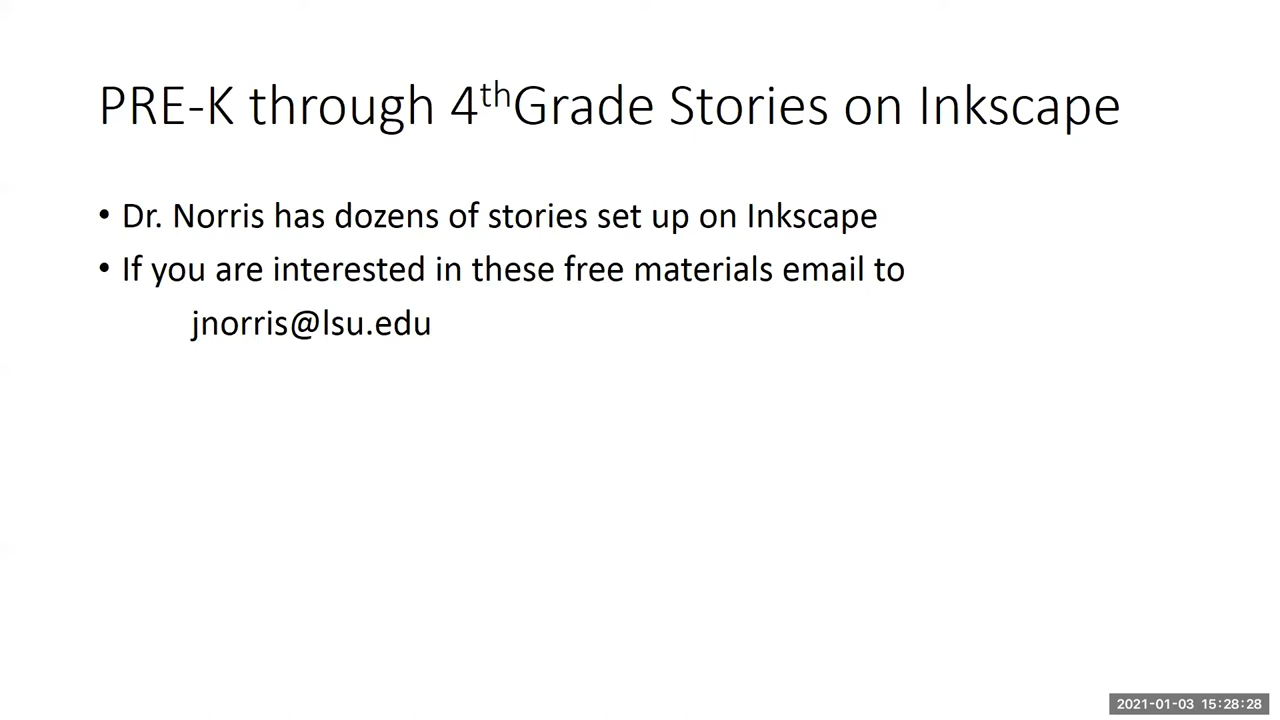 PRE-K through 4thGrade Stories on Inkscape
• Dr. Norris has dozens of stories set up on Inkscape
• If you are interested in these free materials email to
jnorris@lsu.edu
2021-01-03 15:28:28